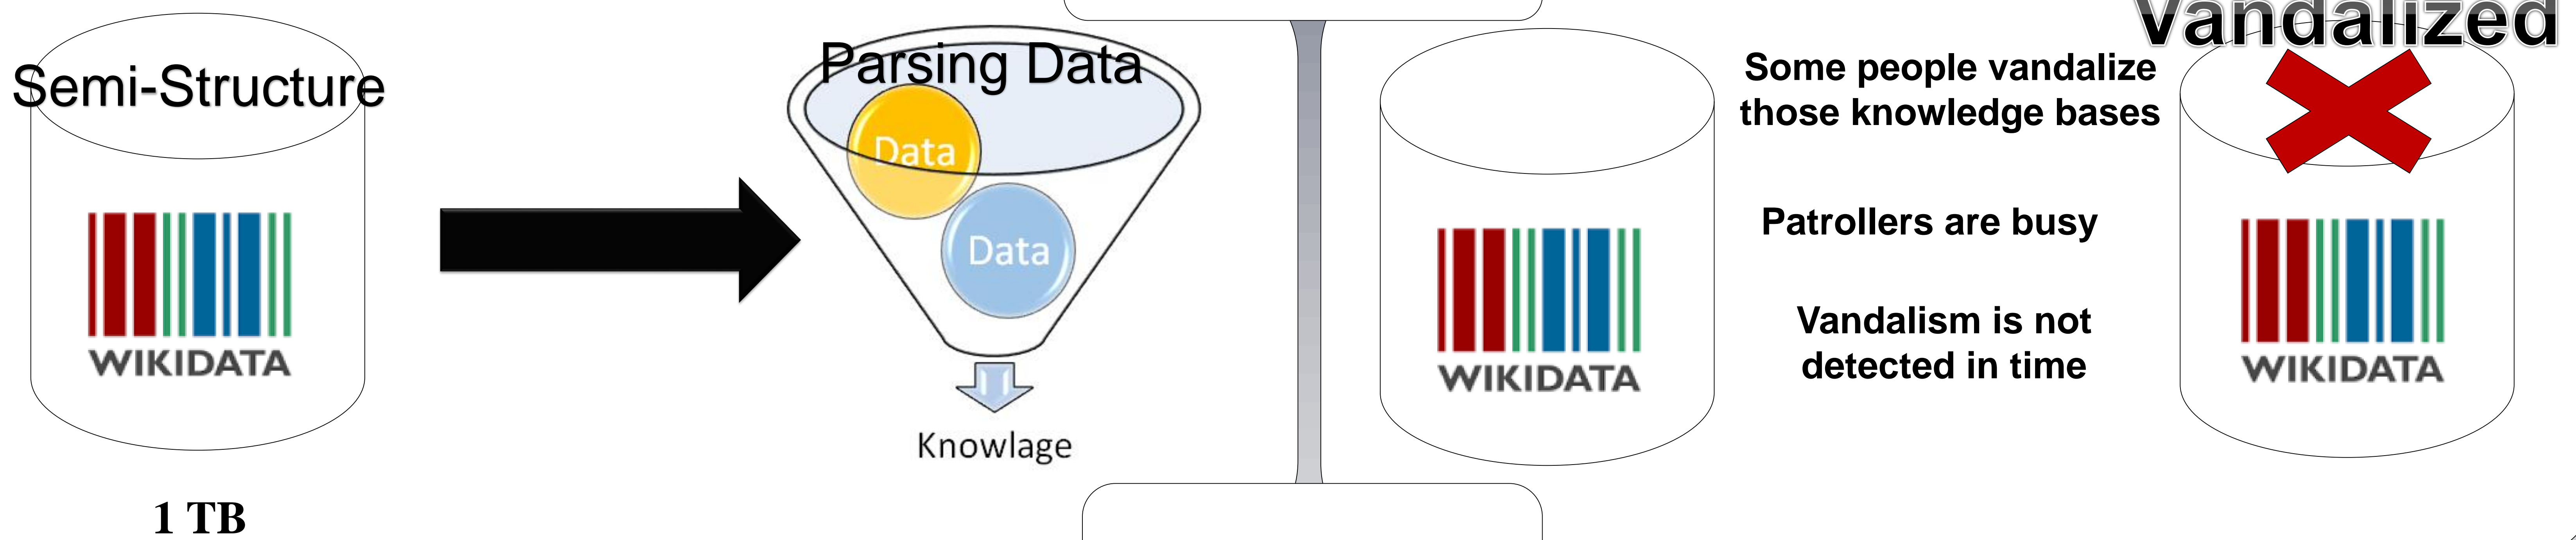 Semi-Structure
WIKIDATA
1 TB
Parsing Data
Data
Data
Knowlage
WIKIDATA
Some people vandalize
those knowledge bases
Patrollers are busy
Vandalism is not
detected in time
Vandalized
WIKIDATA